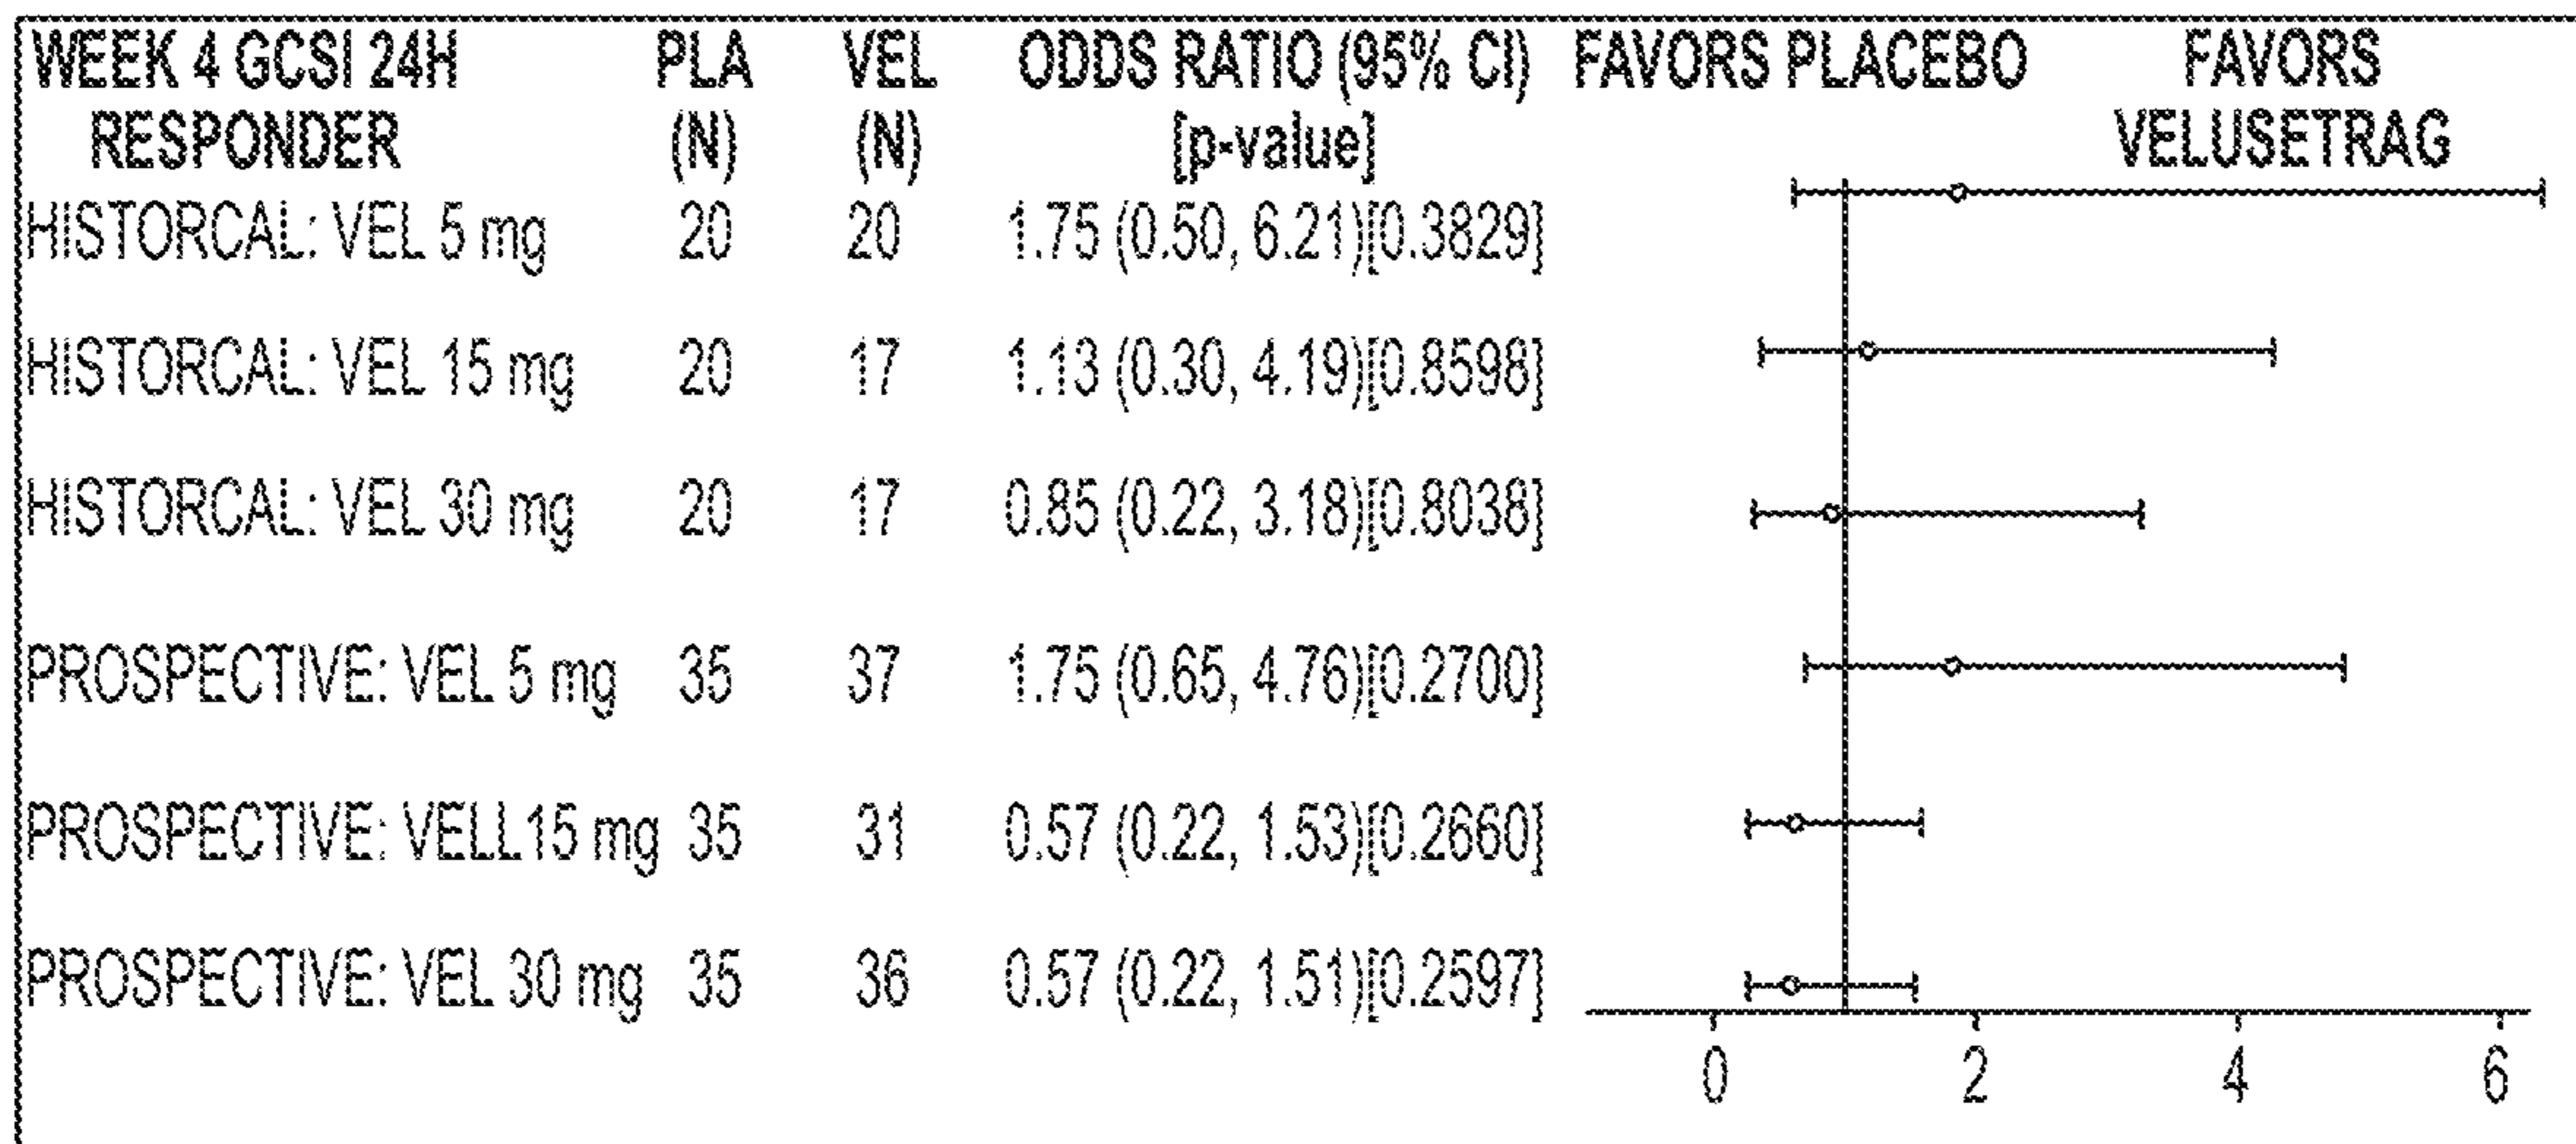 WEEK 4 GCSI 24H PLA VEL ODDS RATIO (95% CI) FAVORS PLACEBO FAVORS
RESPONDER (N) (N) [p-value] VELUSETRAG
HISTORCAL: VEL 5 mg 20 20 1.75 (0.50, 6.21)[0.3829]
HISTORCAL: VEL 15 mg 20 17 1.13 (0.30, 4.19)[0.8598]
HISTORCAL: VEL 30 mg 20 17 0.85 (0.22, 3.18)[0.8038]
PROSPECTIVE: VEL 5 mg 35 37 1.75 (0.65, 4.76)[0.2700]
PROSPECTIVE: VELL15 mg 35 31 0.57 (0.22, 1.53)[0.2660]
PROSPECTIVE: VEL 30 mg 35 36 0.57 (0.22, 1.51)[0.2597]
0 2 4 6